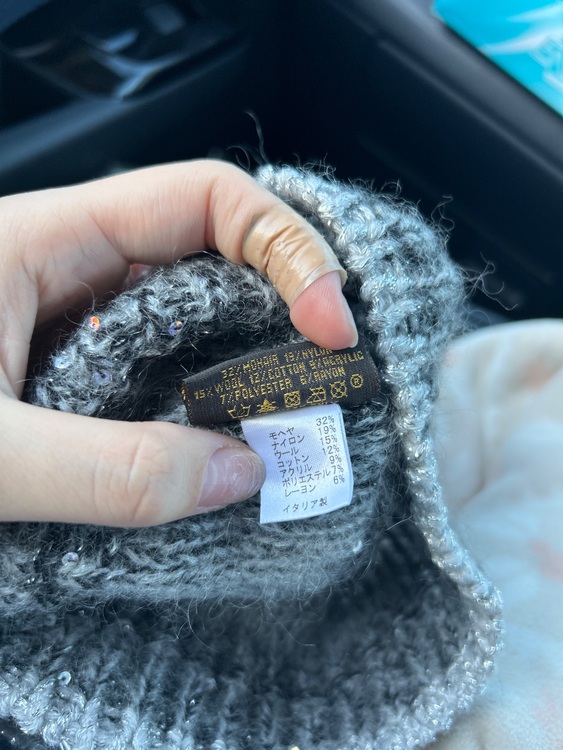 32% MOHAIR 19% NYLON
15% WOOL 12% COTTON 9% ACRYLIC
7% POLYESTER 6% RAYON
®
モヘヤ 32%
ナイロン 19%
ウール 15%
コットン 12%
アクリル 9%
ポリエステル 7%
レーヨン 6%
イタリア製